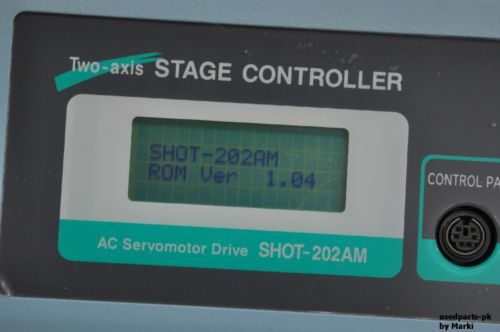 Two-axis STAGE CONTROLLER
SHOT-202AM
ROM Ver 1.04
CONTROL PA
AC Servomotor Drive SHOT-202AM
usedparts-pk
by Marki